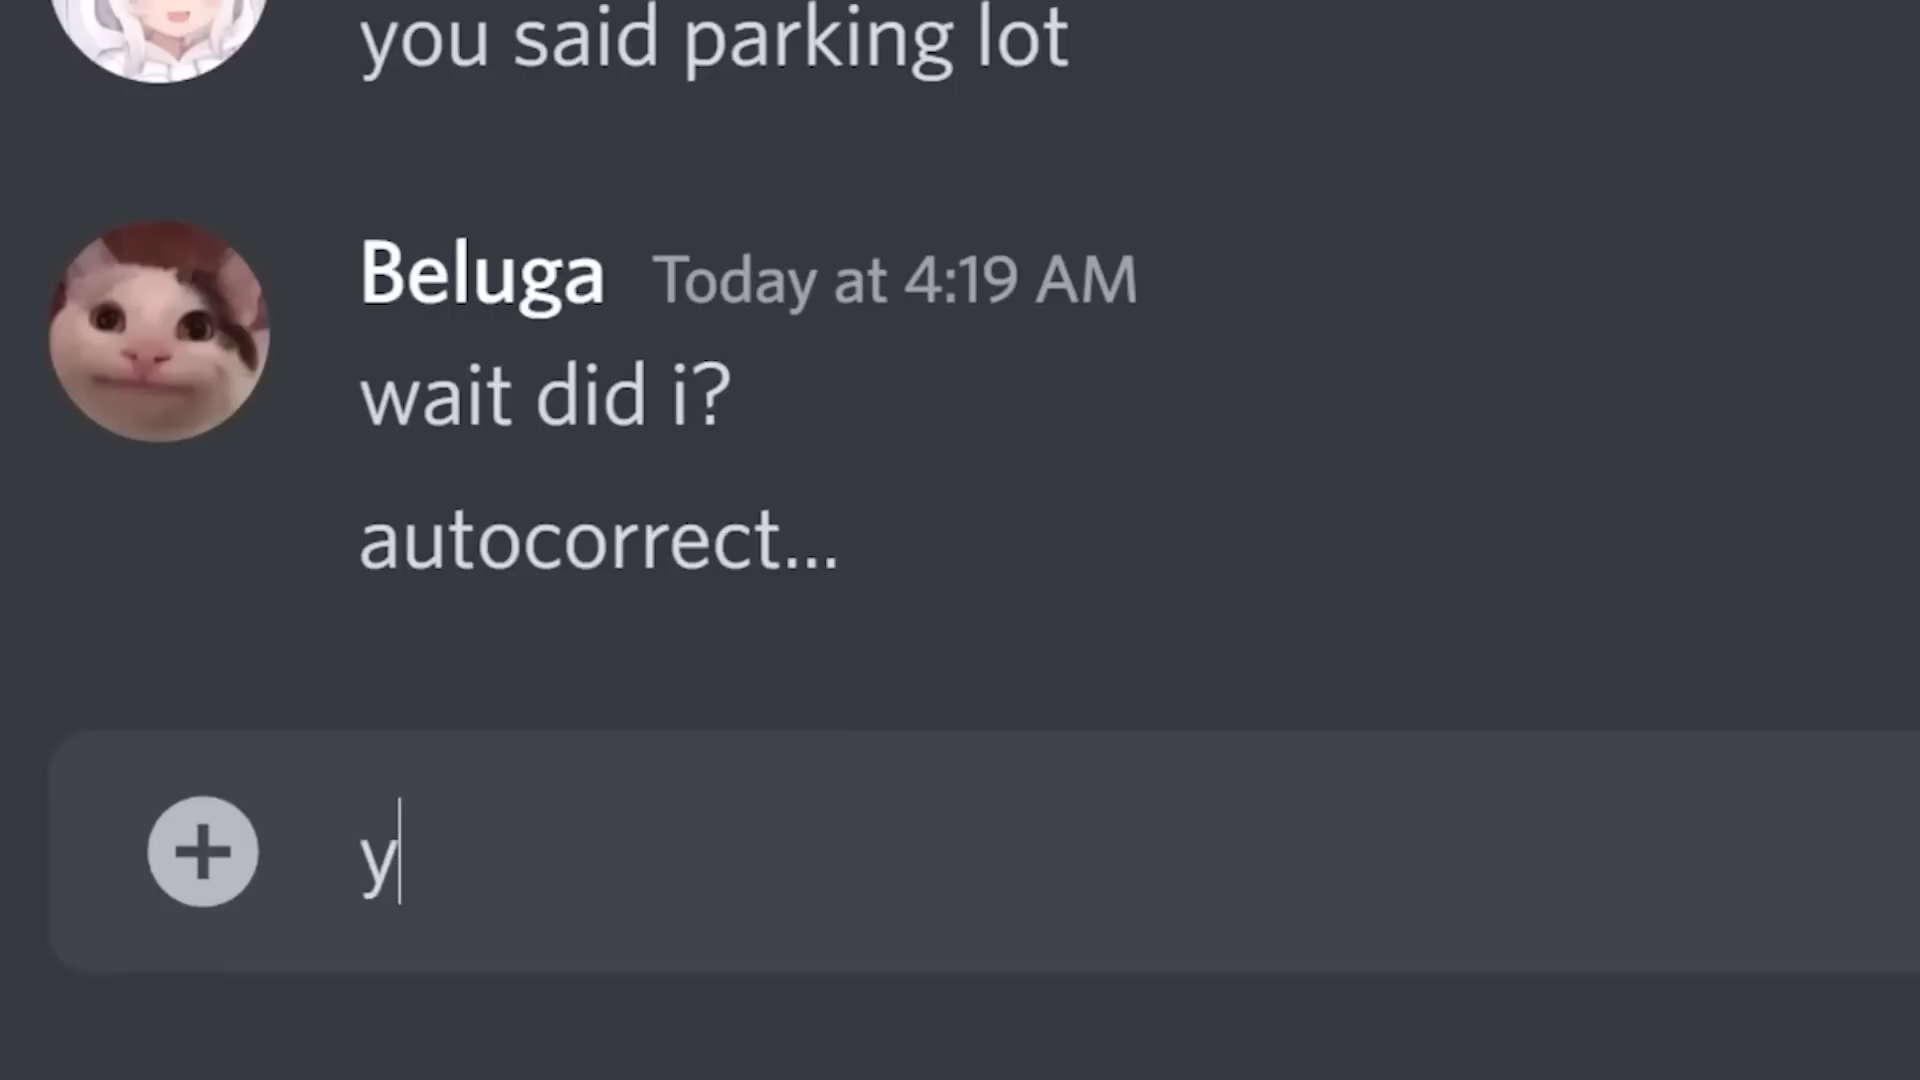 you said parking lot
Beluga Today at 4:19 AM
wait did i?
autocorrect...
y